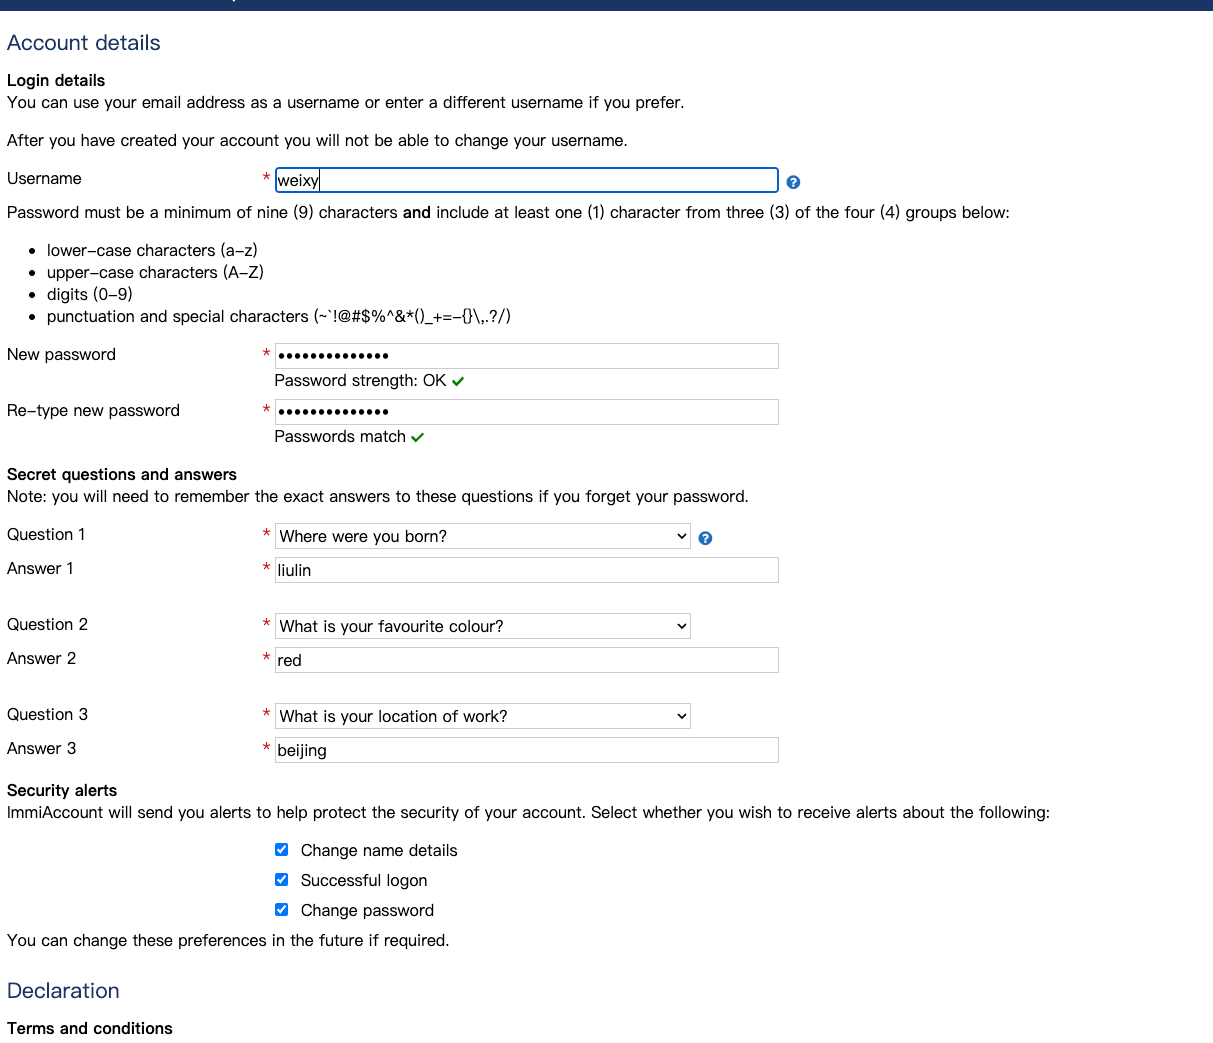 Account details
Login details
You can use your email address as a username or enter a different username if you prefer.
After you have created your account you will not be able to change your username.
Username * weixy ?
Password must be a minimum of nine (9) characters and include at least one (1) character from three (3) of the four (4) groups below:
• lower-case characters (a-z)
• upper-case characters (A-Z)
• digits (0-9)
• punctuation and special characters (~`!@#$%^&*()_+=-{}\,.?/)
New password * ••••••••••••••
Password strength: OK ✓
Re-type new password * ••••••••••••••
Passwords match ✓
Secret questions and answers
Note: you will need to remember the exact answers to these questions if you forget your password.
Question 1 * Where were you born? ?
Answer 1 * liulin
Question 2 * What is your favourite colour?
Answer 2 * red
Question 3 * What is your location of work?
Answer 3 * beijing
Security alerts
ImmiAccount will send you alerts to help protect the security of your account. Select whether you wish to receive alerts about the following:
Change name details
Successful logon
Change password
You can change these preferences in the future if required.
Declaration
Terms and conditions